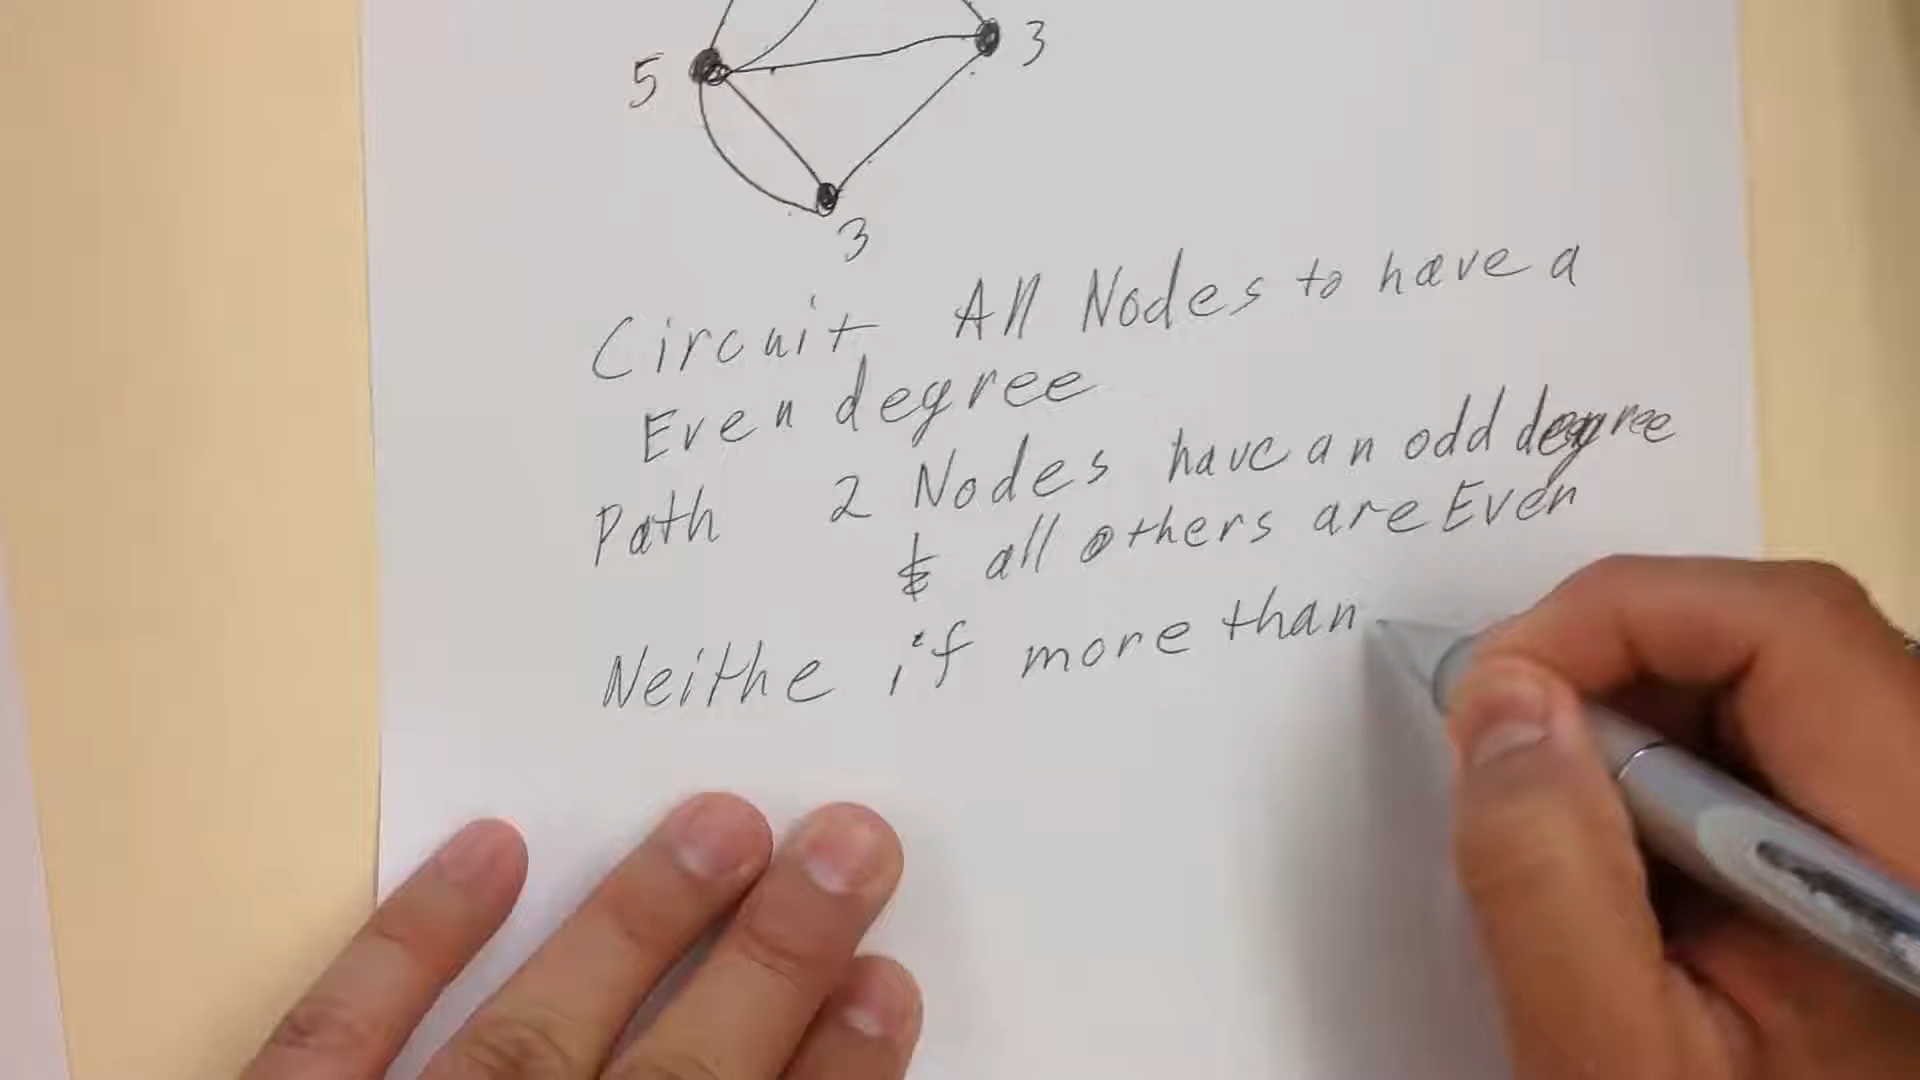 3
5
3
Circuit All Nodes to have a
Even degree
Path 2 Nodes have an odd degree
& all others are Even
Neithe if more than